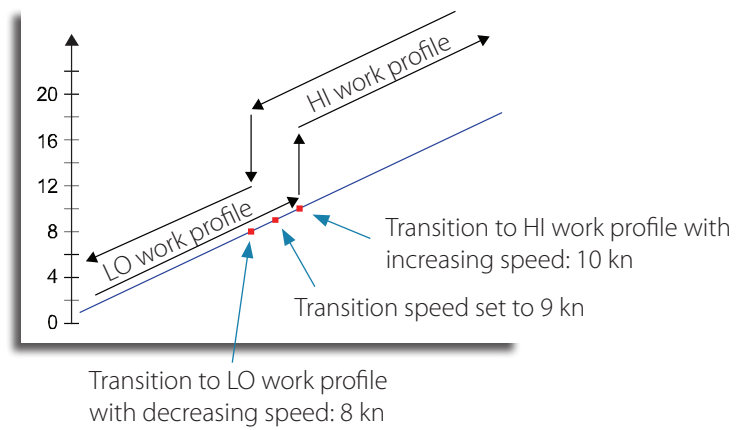 HI work profile
20
16
12
8
4
0
LO work profile
Transition to HI work profile with
increasing speed: 10 kn
Transition speed set to 9 kn
Transition to LO work profile
with decreasing speed: 8 kn